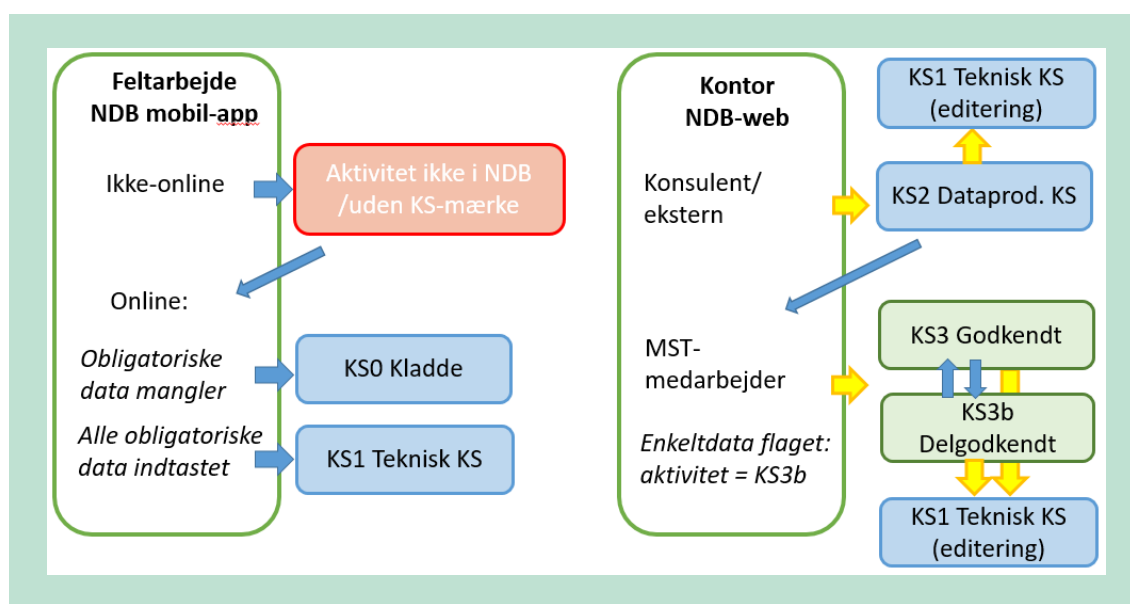 Feltarbejde
NDB mobil-app
Ikke-online
Aktivitet ikke i NDB
/uden KS-mærke
Online:
Obligatoriske
data mangler
KS0 Kladde
Alle obligatoriske
data indtastet
KS1 Teknisk KS
Kontor
NDB-web
KS1 Teknisk KS
(editering)
Konsulent/
ekstern
KS2 Dataprod. KS
MST-
medarbejder
KS3 Godkendt
KS3b
Delgodkendt
Enkeltdata flaget:
aktivitet = KS3b
KS1 Teknisk KS
(editering)